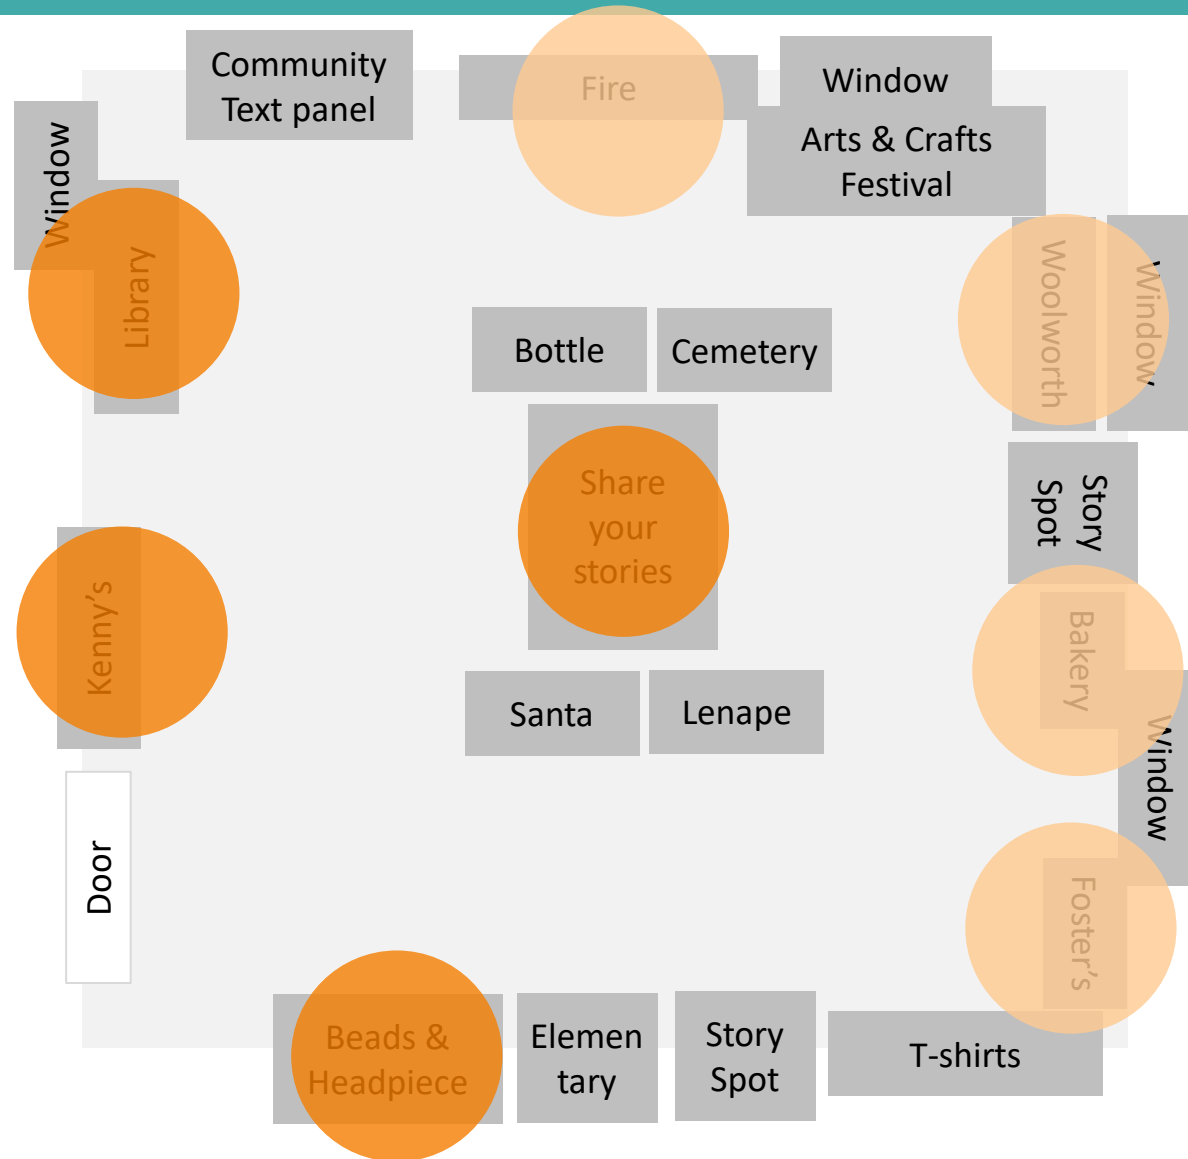 Community
Text panel
Fire
Window
Arts & Crafts
Festival
Window
Library
Woolworth
Window
Bottle
Cemetery
Share
your
stories
Story
Spot
Kenny’s
Bakery
Santa
Lenape
Window
Door
Foster’s
Beads &
Headpiece
Elemen
tary
Story
Spot
T-shirts